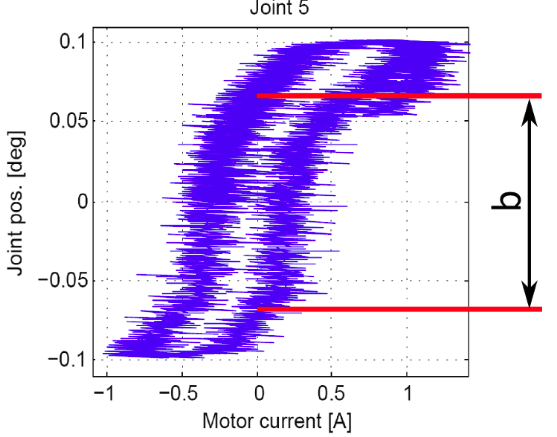 Joint 5
0.1
0.05
0
−0.05
−0.1
Joint pos. [deg]
−1
−0.5
0
0.5
1
Motor current [A]
b